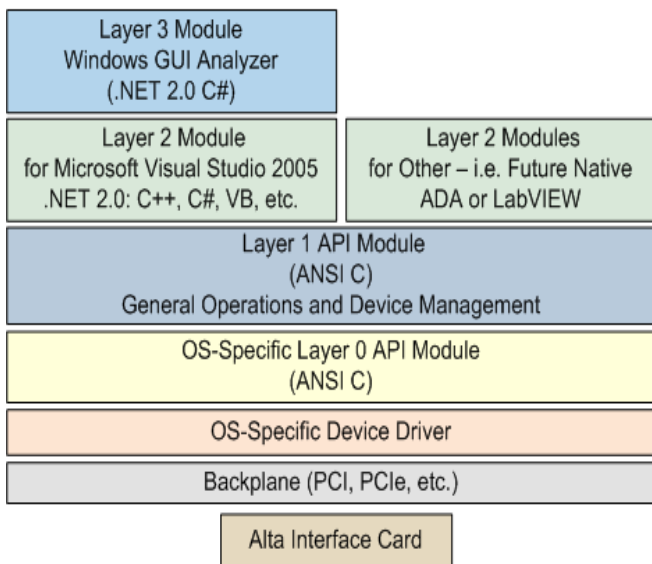 Layer 3 Module
Windows GUI Analyzer
(.NET 2.0 C#)
Layer 2 Module
for Microsoft Visual Studio 2005
.NET 2.0: C++, C#, VB, etc.
Layer 2 Modules
for Other – i.e. Future Native
ADA or LabVIEW
Layer 1 API Module
(ANSI C)
General Operations and Device Management
OS-Specific Layer 0 API Module
(ANSI C)
OS-Specific Device Driver
Backplane (PCI, PCIe, etc.)
Alta Interface Card